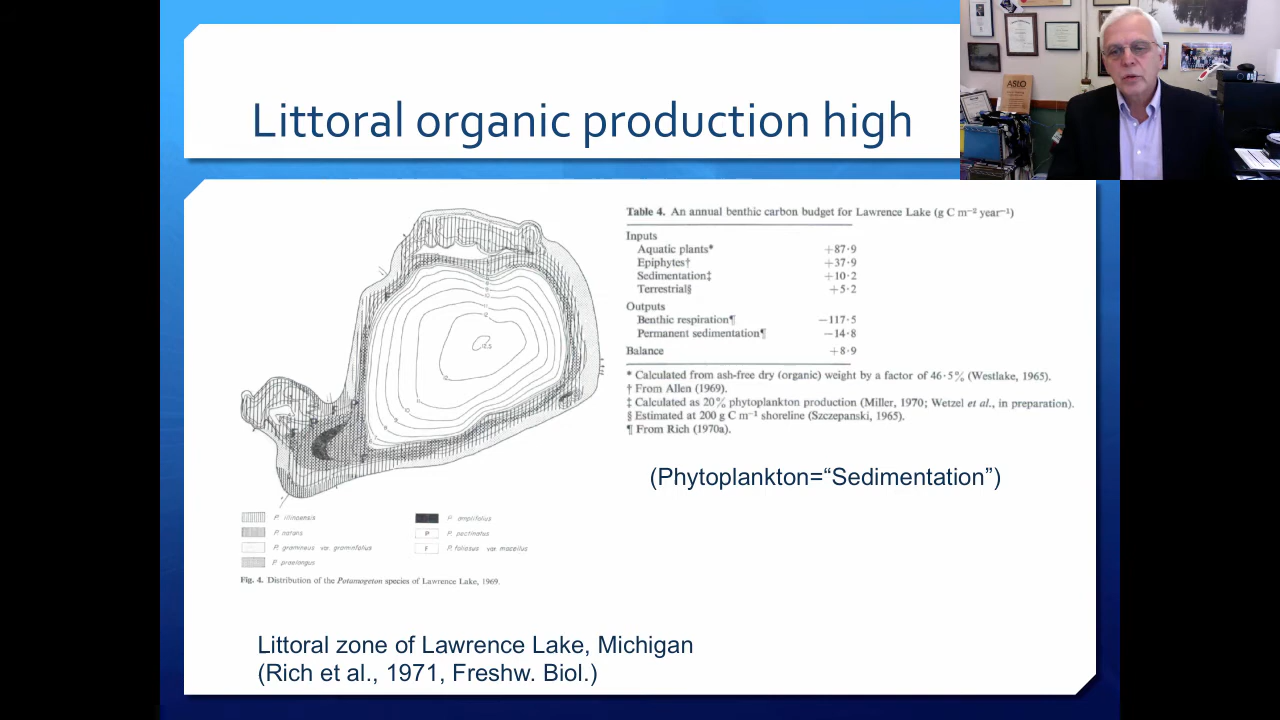 Littoral organic production high
ASLO
Table 4. An annual benthic carbon budget for Lawrence Lake (g C m⁻² year⁻¹)
Inputs
Aquatic plants* +87·9
Epiphytes† +37·9
Sedimentation‡ +10·2
Terrestrial§ +5·2
Outputs
Benthic respiration¶ −117·5
Permanent sedimentation¶ −14·8
Balance +8·9
* Calculated from ash-free dry (organic) weight by a factor of 46·5% (Westlake, 1965).
† From Allen (1969).
‡ Calculated as 20% phytoplankton production (Miller, 1970; Wetzel et al., in preparation).
§ Estimated at 200 g C m⁻¹ shoreline (Szczepanski, 1965).
¶ From Rich (1970a).
(Phytoplankton=“Sedimentation”)
P. illinoensis
P. natans
P. gramineus var. graminifolius
P. praelongus
P. amplifolius
P P. pectinatus
F P. foliosus var. macellus
Fig. 4. Distribution of the Potamogeton species of Lawrence Lake, 1969.
Littoral zone of Lawrence Lake, Michigan
(Rich et al., 1971, Freshw. Biol.)